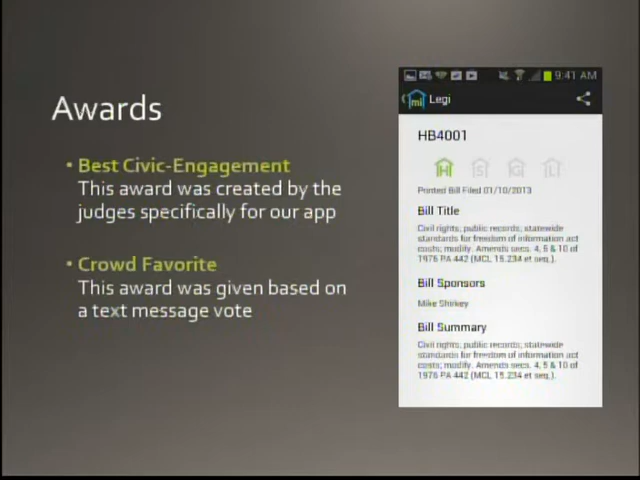 Awards
• Best Civic-Engagement
This award was created by the
judges specifically for our app
• Crowd Favorite
This award was given based on
a text message vote
9:41 AM
mi Legi
HB4001
H S G L
Printed Bill Filed 01/10/2013
Bill Title
Civil rights; public records; statewide
standards for freedom of information act
costs; modify. Amends secs. 4, 5 & 10 of
1976 PA 442 (MCL 15.234 et seq.).
Bill Sponsors
Mike Shirkey
Bill Summary
Civil rights; public records; statewide
standards for freedom of information act
costs; modify. Amends secs. 4, 5 & 10 of
1976 PA 442 (MCL 15.234 et seq.).